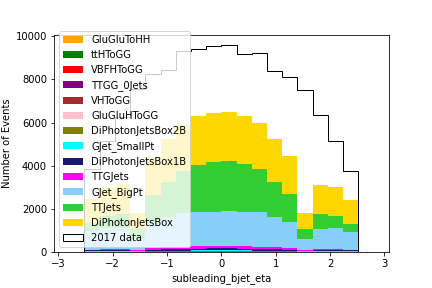 10000
8000
6000
4000
2000
0
Number of Events
GluGluToHH
ttHToGG
VBFHToGG
TTGG_0Jets
VHToGG
GluGluHToGG
DiPhotonJetsBox2B
GJet_SmallPt
DiPhotonJetsBox1B
TTGJets
GJet_BigPt
TTJets
DiPhotonJetsBox
2017 data
−3 −2 −1 0 1 2 3
subleading_bjet_eta